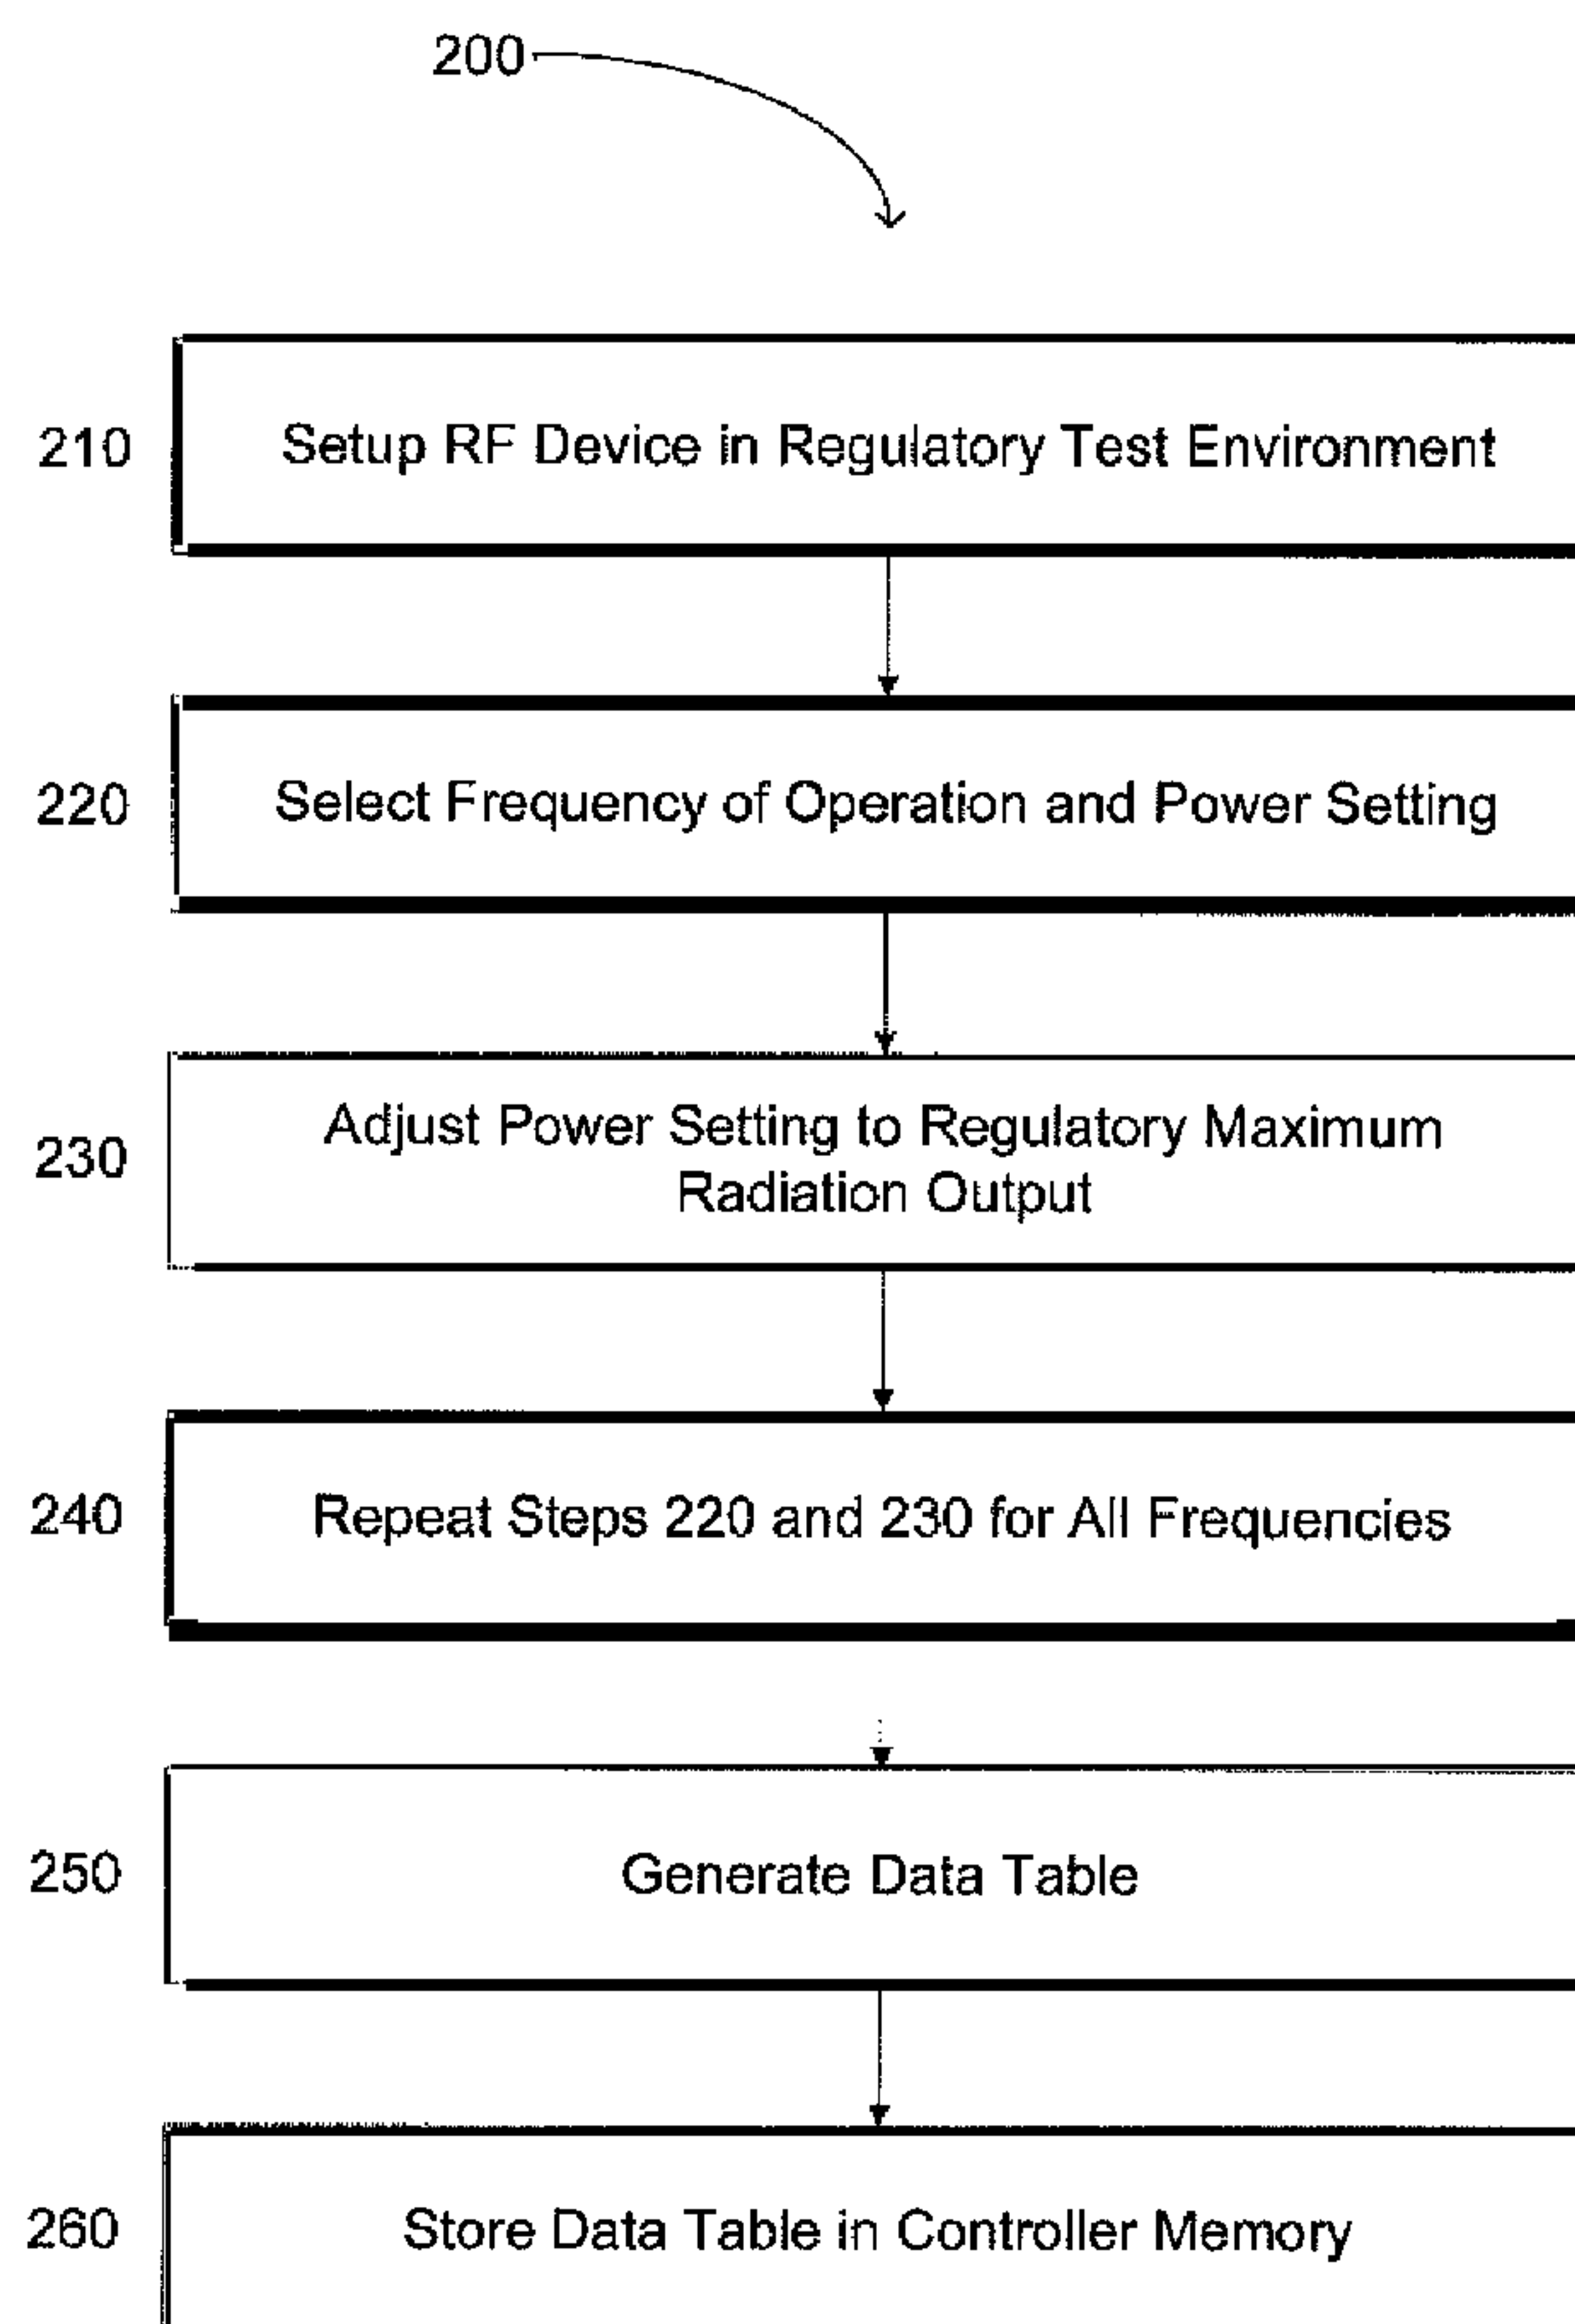 200
210
Setup RF Device in Regulatory Test Environment
220
Select Frequency of Operation and Power Setting
230
Adjust Power Setting to Regulatory Maximum
Radiation Output
240
Repeat Steps 220 and 230 for All Frequencies
250
Generate Data Table
260
Store Data Table in Controller Memory